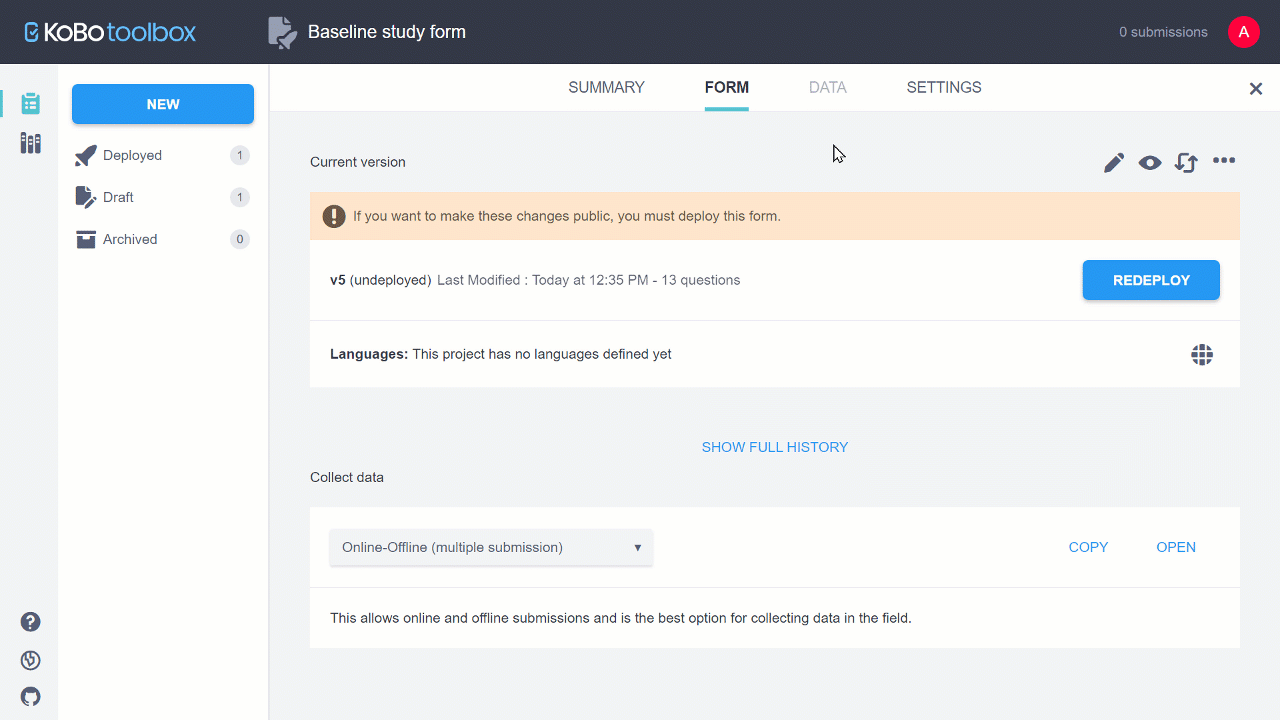 KoBotoolbox
Baseline study form
0 submissions
A
NEW
Deployed 1
Draft 1
Archived 0
SUMMARY FORM DATA SETTINGS
Current version
If you want to make these changes public, you must deploy this form.
v5 (undeployed) Last Modified : Today at 12:35 PM - 13 questions
REDEPLOY
Languages: This project has no languages defined yet
SHOW FULL HISTORY
Collect data
Online-Offline (multiple submission)
COPY OPEN
This allows online and offline submissions and is the best option for collecting data in the field.